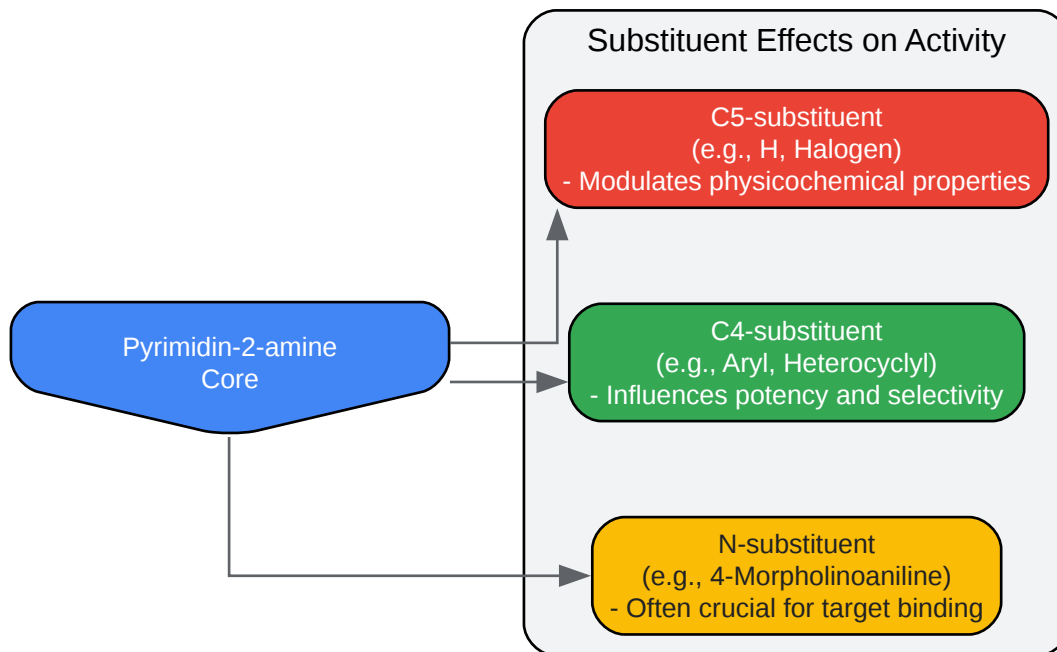 Substituent Effects on Activity
C5-substituent
(e.g., H, Halogen)
- Modulates physicochemical properties
Pyrimidin-2-amine
Core
C4-substituent
(e.g., Aryl, Heterocyclyl)
- Influences potency and selectivity
N-substituent
(e.g., 4-Morpholinoaniline)
- Often crucial for target binding